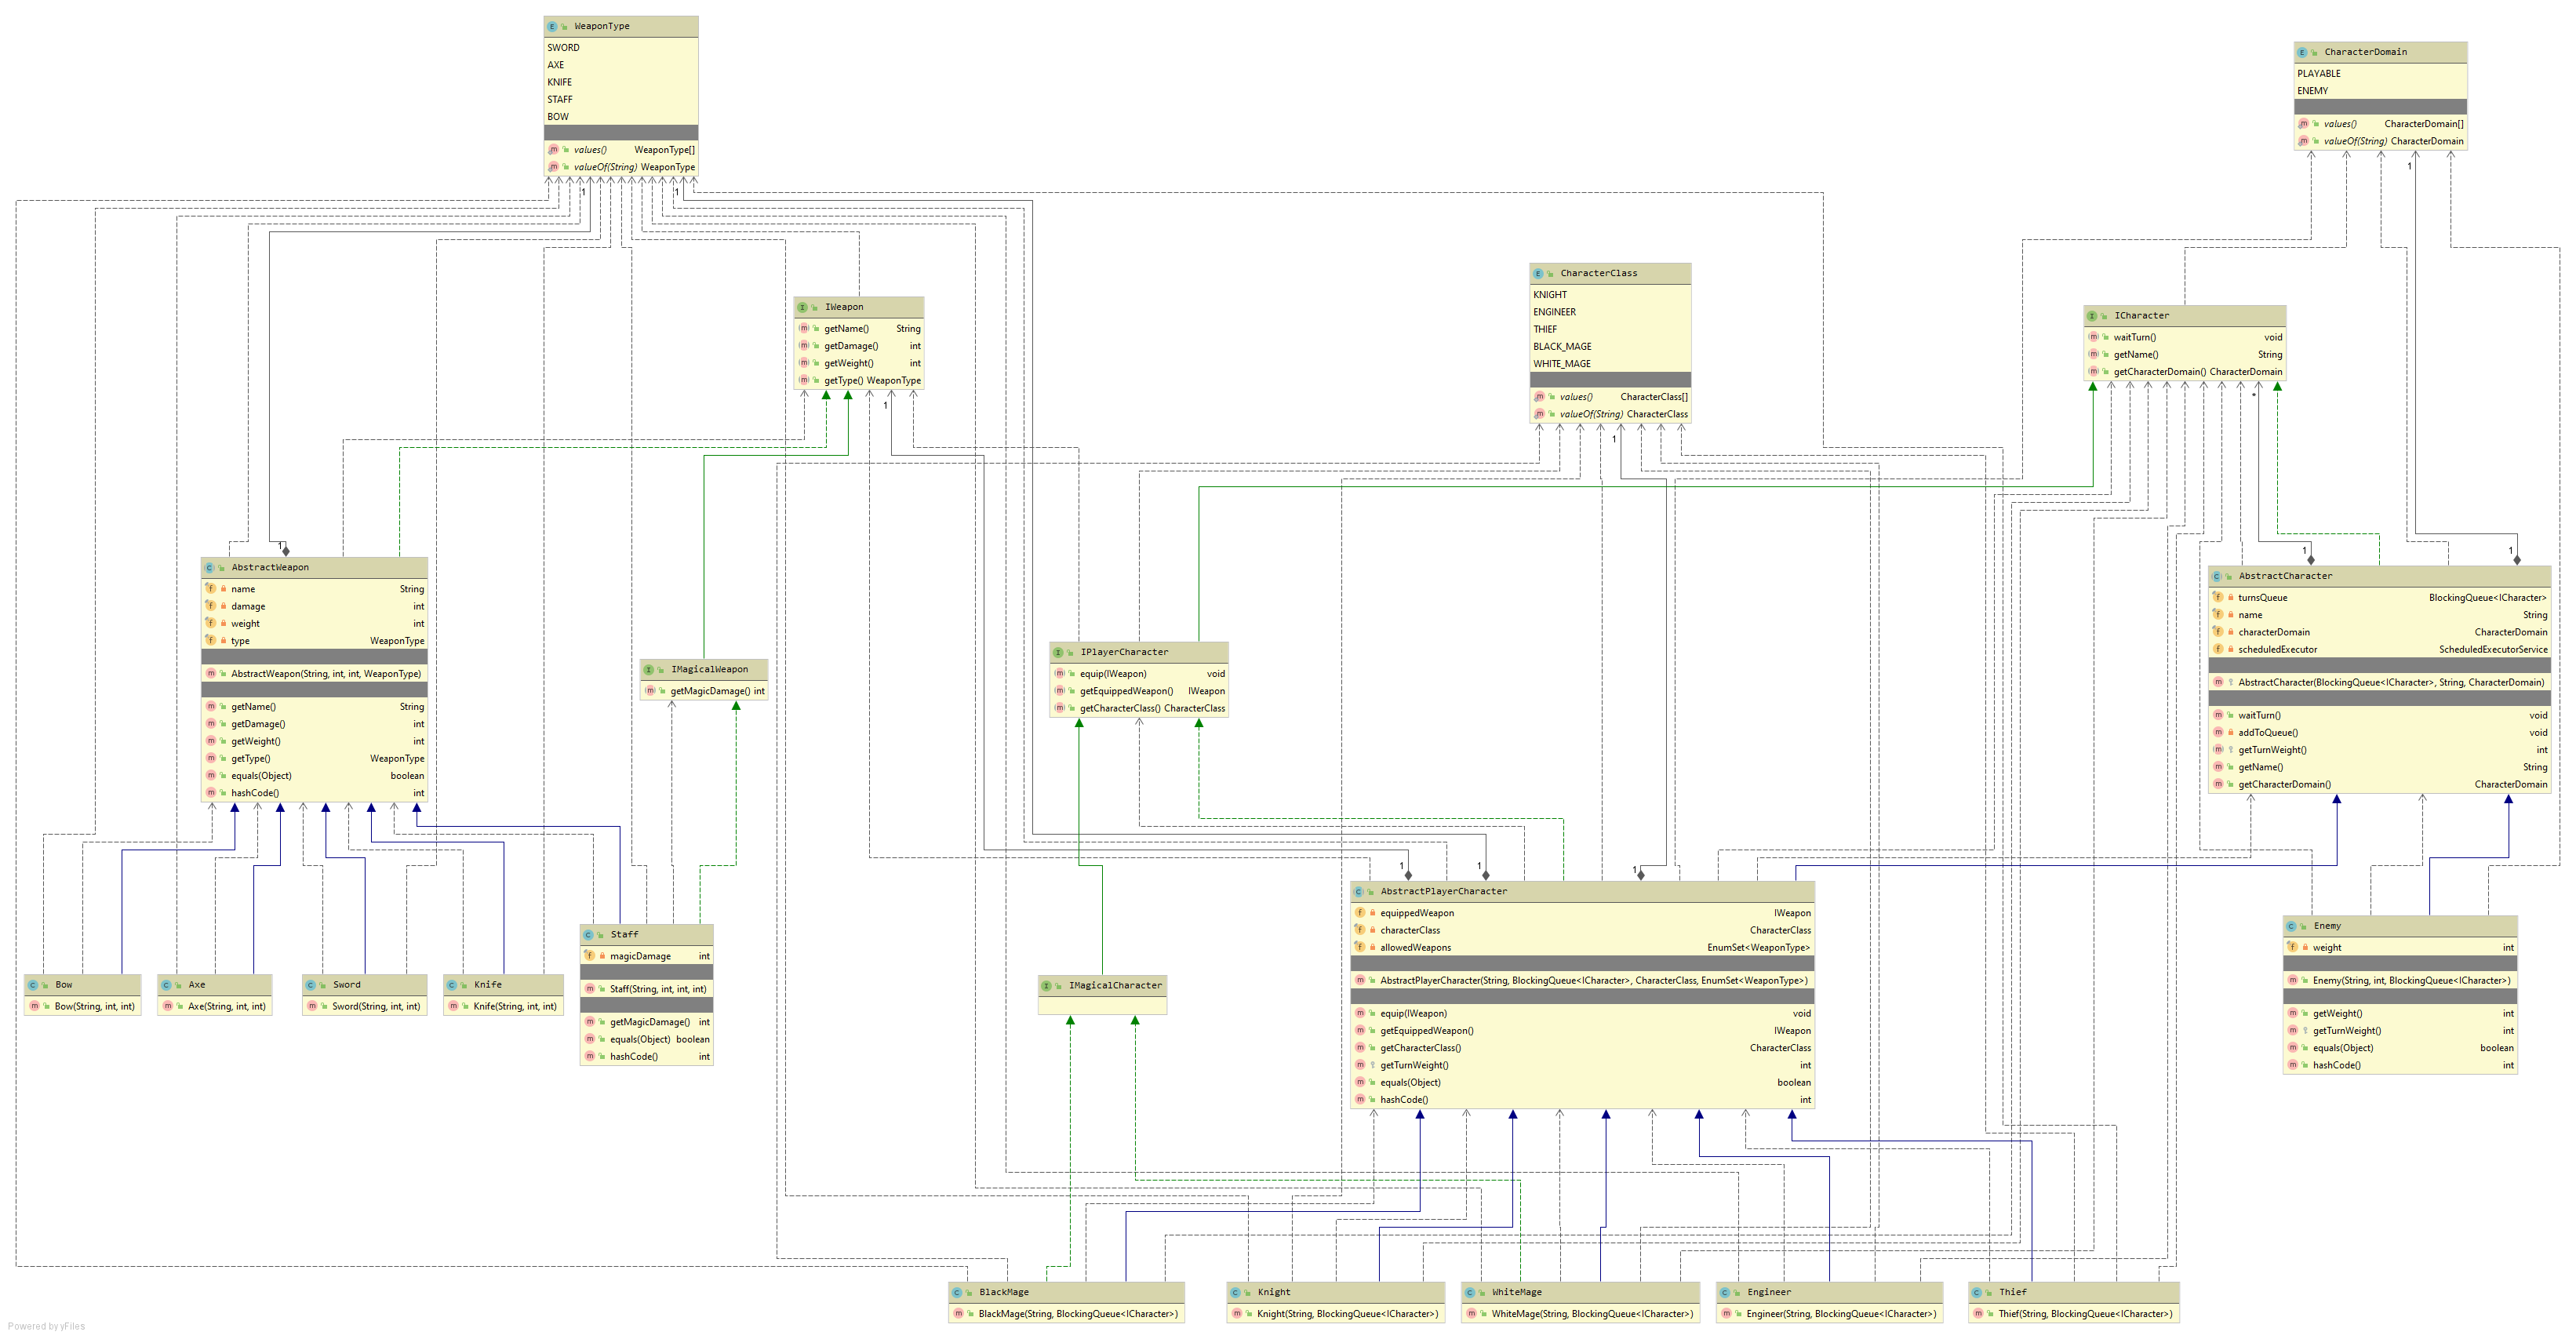 WeaponType
SWORD
AXE
KNIFE
STAFF
BOW
values() WeaponType[]
valueOf(String) WeaponType
1
1
CharacterDomain
PLAYABLE
ENEMY
values() CharacterDomain[]
valueOf(String) CharacterDomain
1
CharacterClass
KNIGHT
ENGINEER
THIEF
BLACK_MAGE
WHITE_MAGE
values() CharacterClass[]
valueOf(String) CharacterClass
1
IWeapon
getName() String
getDamage() int
getWeight() int
getType() WeaponType
1
ICharacter
waitTurn() void
getName() String
getCharacterDomain() CharacterDomain
*
1
AbstractWeapon
name String
damage int
weight int
type WeaponType
AbstractWeapon(String, int, int, WeaponType)
getName() String
getDamage() int
getWeight() int
getType() WeaponType
equals(Object) boolean
hashCode() int
1
1
AbstractCharacter
turnsQueue BlockingQueue<ICharacter>
name String
characterDomain CharacterDomain
scheduledExecutor ScheduledExecutorService
AbstractCharacter(BlockingQueue<ICharacter>, String, CharacterDomain)
waitTurn() void
addToQueue() void
getTurnWeight() int
getName() String
getCharacterDomain() CharacterDomain
IMagicalWeapon
getMagicDamage() int
IPlayerCharacter
equip(IWeapon) void
getEquippedWeapon() IWeapon
getCharacterClass() CharacterClass
1
1
1
AbstractPlayerCharacter
equippedWeapon IWeapon
characterClass CharacterClass
allowedWeapons EnumSet<WeaponType>
AbstractPlayerCharacter(String, BlockingQueue<ICharacter>, CharacterClass, EnumSet<WeaponType>)
equip(IWeapon) void
getEquippedWeapon() IWeapon
getCharacterClass() CharacterClass
getTurnWeight() int
equals(Object) boolean
hashCode() int
Enemy
weight int
Enemy(String, int, BlockingQueue<ICharacter>)
getWeight() int
getTurnWeight() int
equals(Object) boolean
hashCode() int
Staff
magicDamage int
Staff(String, int, int, int)
getMagicDamage() int
equals(Object) boolean
hashCode() int
Bow
Bow(String, int, int)
Axe
Axe(String, int, int)
Sword
Sword(String, int, int)
Knife
Knife(String, int, int)
IMagicalCharacter
BlackMage
BlackMage(String, BlockingQueue<ICharacter>)
Knight
Knight(String, BlockingQueue<ICharacter>)
WhiteMage
WhiteMage(String, BlockingQueue<ICharacter>)
Engineer
Engineer(String, BlockingQueue<ICharacter>)
Thief
Thief(String, BlockingQueue<ICharacter>)
Powered by yFiles